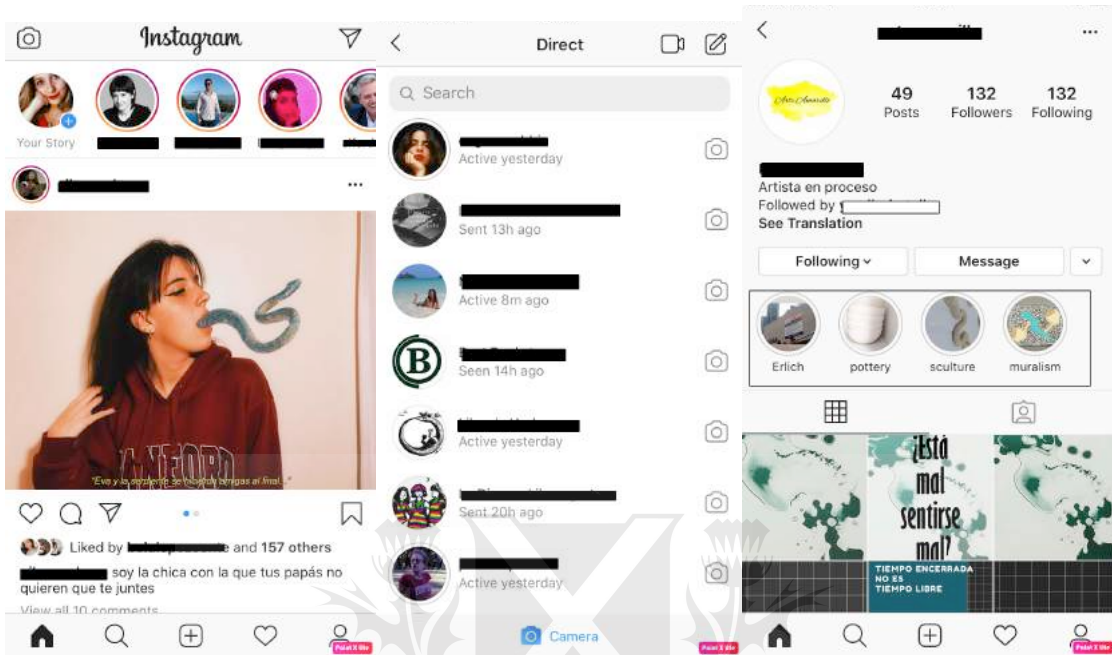 Instagram
Your Story
"Eva y la serpiente se hicieron amigas al final..."
Liked by
and 157 others
soy la chica con la que tus papás no
quieren que te juntes
View all 10 comments
Direct
Search
Active yesterday
Sent 13h ago
Active 8m ago
B
Seen 14h ago
Active yesterday
Sent 20h ago
Active yesterday
Camera
49
132
132
Posts
Followers
Following
Artista en proceso
Followed by
See Translation
Following
Message
Erlich
pottery
sculture
muralism
¿Está
mal
sentirse
mal?
TIEMPO ENCERRADA
NO ES
TIEMPO LIBRE